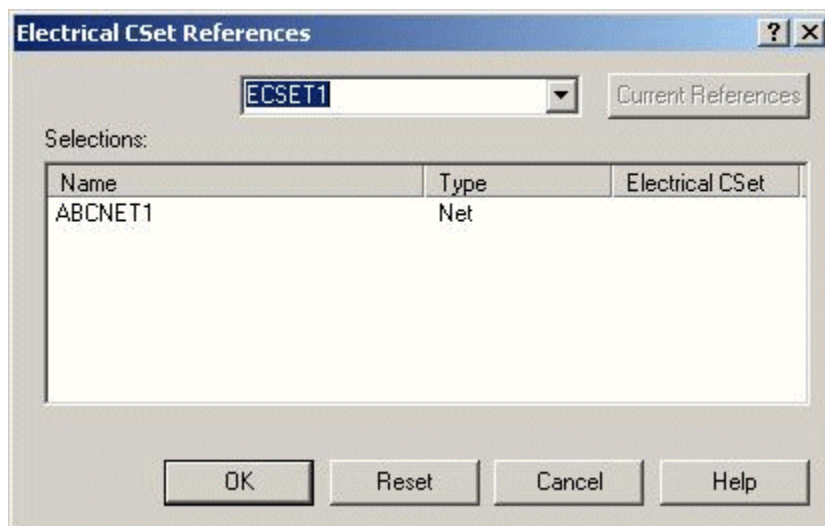 Electrical CSet References
ECSET1 Current References
Selections:
Name Type Electrical CSet
ABCNET1 Net
OK Reset Cancel Help